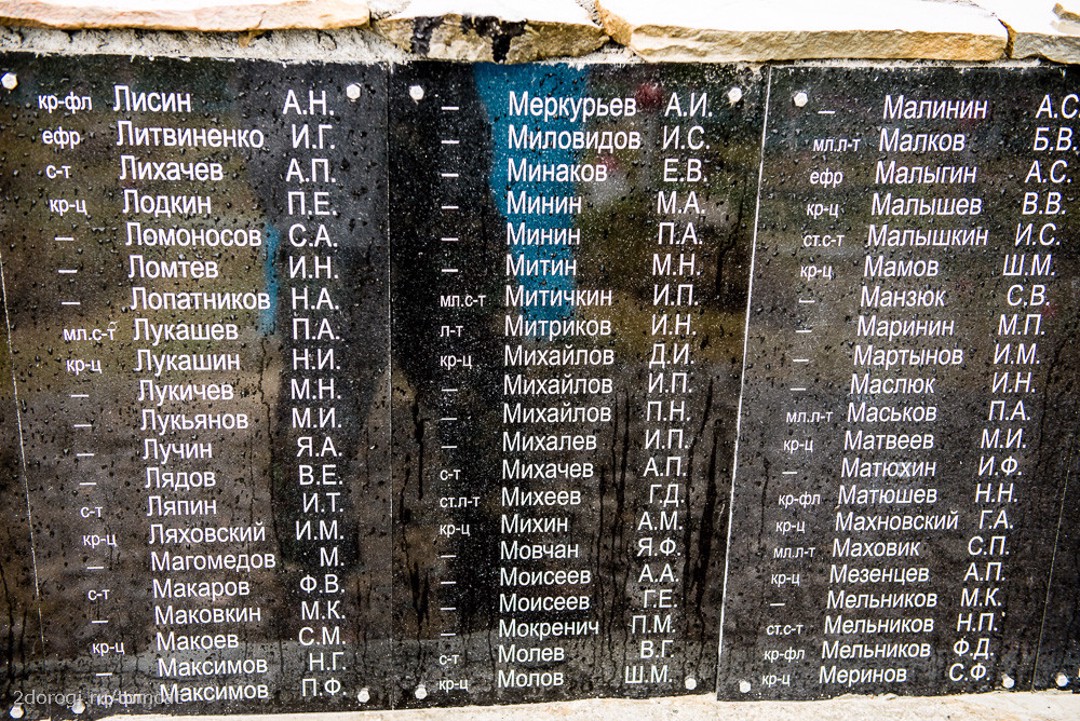 кр-фл Лисин А.Н.
ефр Литвиненко И.Г.
с-т Лихачев А.П.
кр-ц Лодкин П.Е.
— Ломоносов С.А.
— Ломтев И.Н.
— Лопатников Н.А.
мл.с-т Лукашев П.А.
кр-ц Лукашин Н.И.
— Лукичев М.Н.
— Лукьянов М.И.
— Лучин Я.А.
— Лядов В.Е.
с-т Ляпин И.Т.
кр-ц Ляховский И.М.
— Магомедов М.
с-т Макаров Ф.В.
— Маковкин М.К.
кр-ц Макоев С.М.
— Максимов Н.Г.
Максимов П.Ф.
— Меркурьев А.И.
— Миловидов И.С.
— Минаков Е.В.
— Минин М.А.
— Минин П.А.
— Митин М.Н.
мл.с-т Митичкин И.П.
л-т Митриков И.Н.
кр-ц Михайлов Д.И.
— Михайлов И.П.
— Михайлов П.Н.
— Михалев И.П.
с-т Михачев А.П.
ст.л-т Михеев Г.Д.
кр-ц Михин А.М.
— Мовчан Я.Ф.
— Моисеев А.А.
— Моисеев Г.Е.
— Мокренич П.М.
с-т Молев В.Г.
кр-ц Молов Ш.М.
— Малинин А.С.
мл.л-т Малков Б.В.
ефр Малыгин А.С.
кр-ц Малышев В.В.
ст.с-т Малышкин И.С.
кр-ц Мамов Ш.М.
— Манзюк С.В.
— Маринин М.П.
— Мартынов И.М.
— Маслюк И.Н.
мл.л-т Маськов П.А.
кр-ц Матвеев М.И.
— Матюхин И.Ф.
кр-фл Матюшев Н.Н.
кр-ц Махновский Г.А.
мл.л-т Маховик С.П.
кр-ц Мезенцев А.П.
— Мельников М.К.
ст.с-т Мельников Н.П.
кр-фл Мельников Ф.Д.
кр-ц Меринов С.Ф.